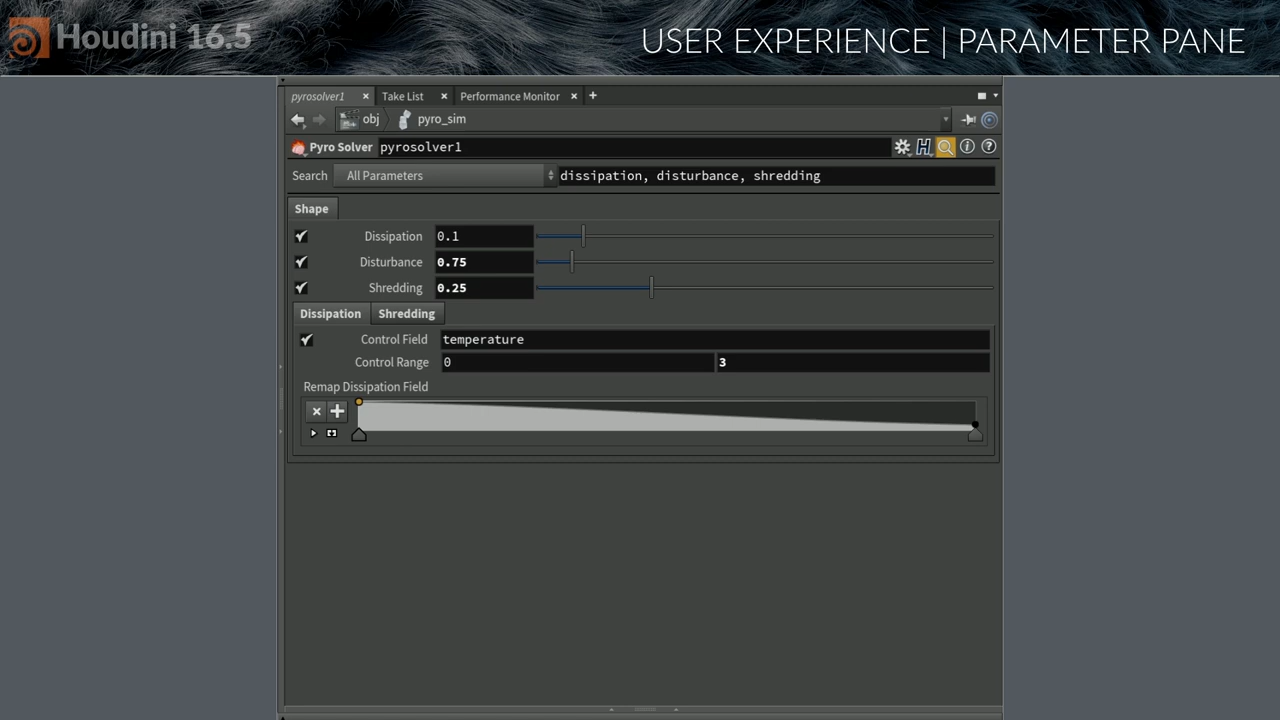 Houdini 16.5
USER EXPERIENCE | PARAMETER PANE
pyrosolver1 Take List Performance Monitor
obj pyro_sim
Pyro Solver pyrosolver1
Search All Parameters dissipation, disturbance, shredding
Shape
Dissipation 0.1
Disturbance 0.75
Shredding 0.25
Dissipation Shredding
Control Field temperature
Control Range 0 3
Remap Dissipation Field